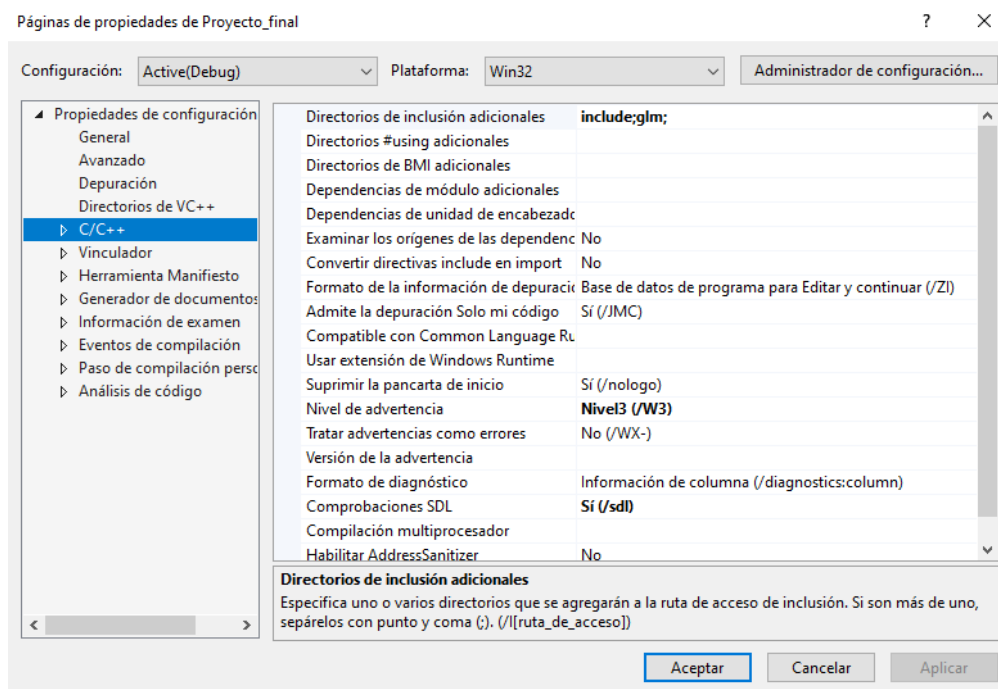 Páginas de propiedades de Proyecto_final ? ×
Configuración: Active(Debug) Plataforma: Win32 Administrador de configuración...
Propiedades de configuración
General
Avanzado
Depuración
Directorios de VC++
C/C++
Vinculador
Herramienta Manifiesto
Generador de documentos
Información de examen
Eventos de compilación
Paso de compilación perso
Análisis de código
Directorios de inclusión adicionales include;glm;
Directorios #using adicionales
Directorios de BMI adicionales
Dependencias de módulo adicionales
Dependencias de unidad de encabezado
Examinar los orígenes de las dependenc No
Convertir directivas include en import No
Formato de la información de depuració Base de datos de programa para Editar y continuar (/ZI)
Admite la depuración Solo mi código Sí (/JMC)
Compatible con Common Language Ru
Usar extensión de Windows Runtime
Suprimir la pancarta de inicio Sí (/nologo)
Nivel de advertencia Nivel3 (/W3)
Tratar advertencias como errores No (/WX-)
Versión de la advertencia
Formato de diagnóstico Información de columna (/diagnostics:column)
Comprobaciones SDL Sí (/sdl)
Compilación multiprocesador
Habilitar AddressSanitizer No
Directorios de inclusión adicionales
Especifica uno o varios directorios que se agregarán a la ruta de acceso de inclusión. Si son más de uno,
sepárelos con punto y coma (;). (/I[ruta_de_acceso])
Aceptar Cancelar Aplicar